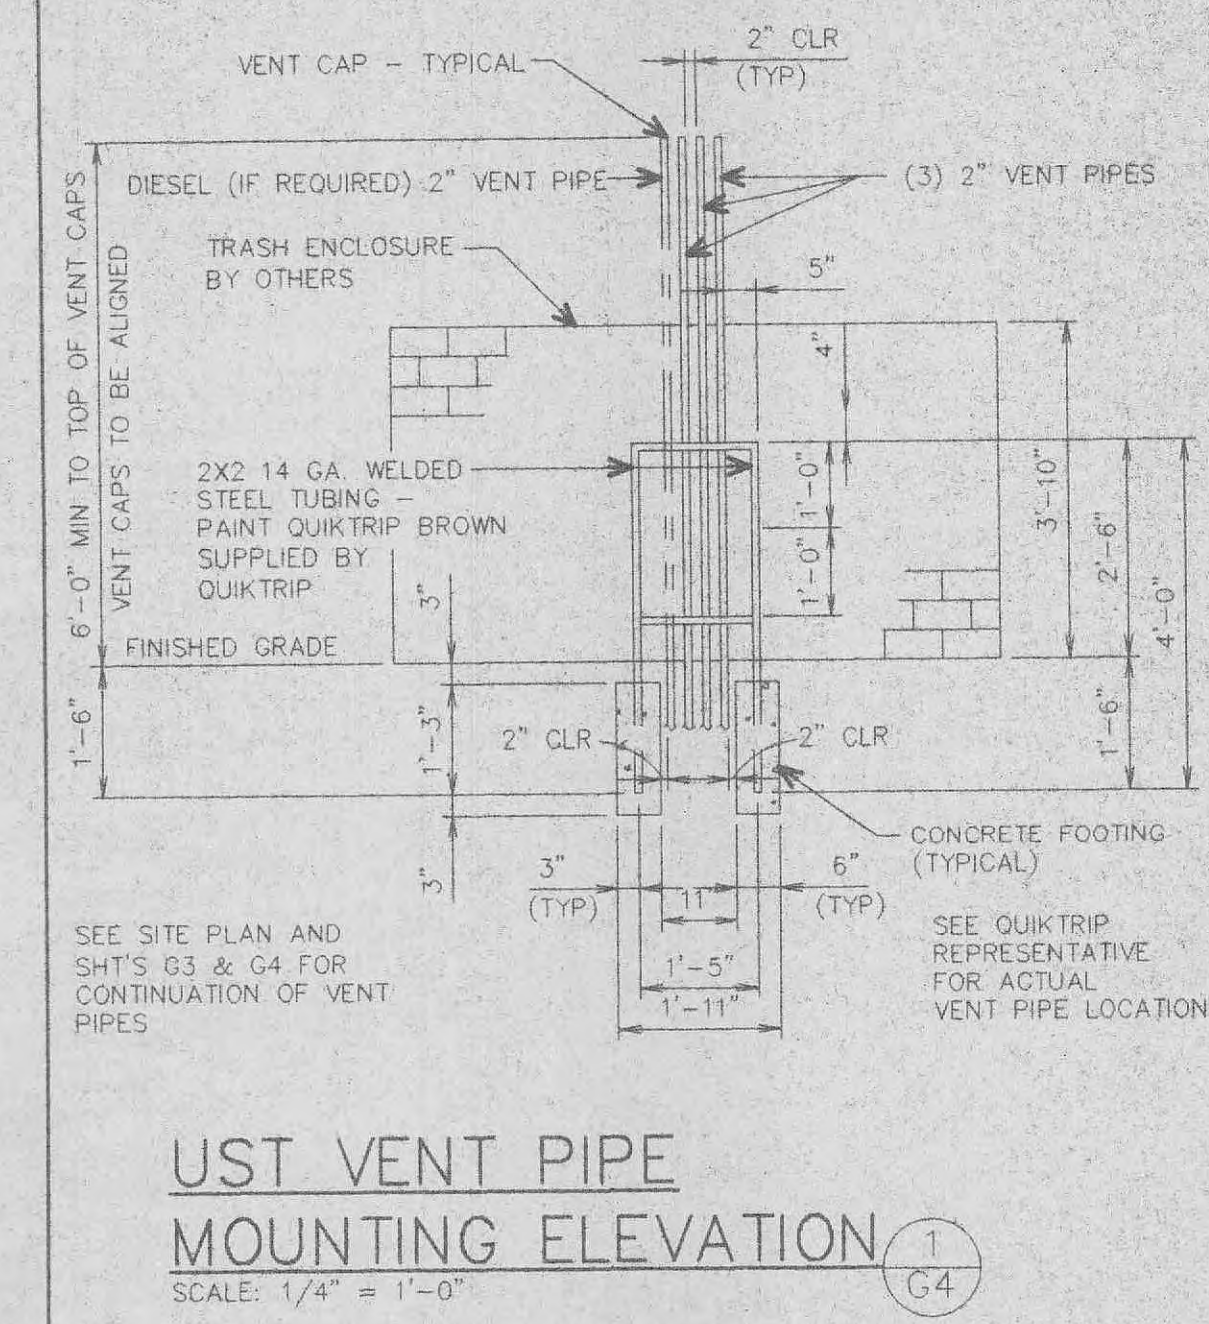 2" CLR
(TYP)
VENT CAP - TYPICAL
DIESEL (IF REQUIRED) 2" VENT PIPE
(3) 2" VENT PIPES
TRASH ENCLOSURE
BY OTHERS
5"
4"
6'-0" MIN TO TOP OF VENT CAPS
VENT CAPS TO BE ALIGNED
2X2 14 GA. WELDED
STEEL TUBING -
PAINT QUIKTRIP BROWN
SUPPLIED BY
QUIKTRIP
1'-0"
1'-0"
3'-10"
2'-6"
4'-0"
3"
FINISHED GRADE
1'-6"
1'-3"
2" CLR
2" CLR
1'-6"
CONCRETE FOOTING
(TYPICAL)
3"
3"
(TYP)
11"
6"
(TYP)
1'-5"
1'-11"
SEE SITE PLAN AND
SHT'S G3 & G4 FOR
CONTINUATION OF VENT
PIPES
SEE QUIKTRIP
REPRESENTATIVE
FOR ACTUAL
VENT PIPE LOCATION
UST VENT PIPE
MOUNTING ELEVATION
1
G4
SCALE: 1/4" = 1'-0"